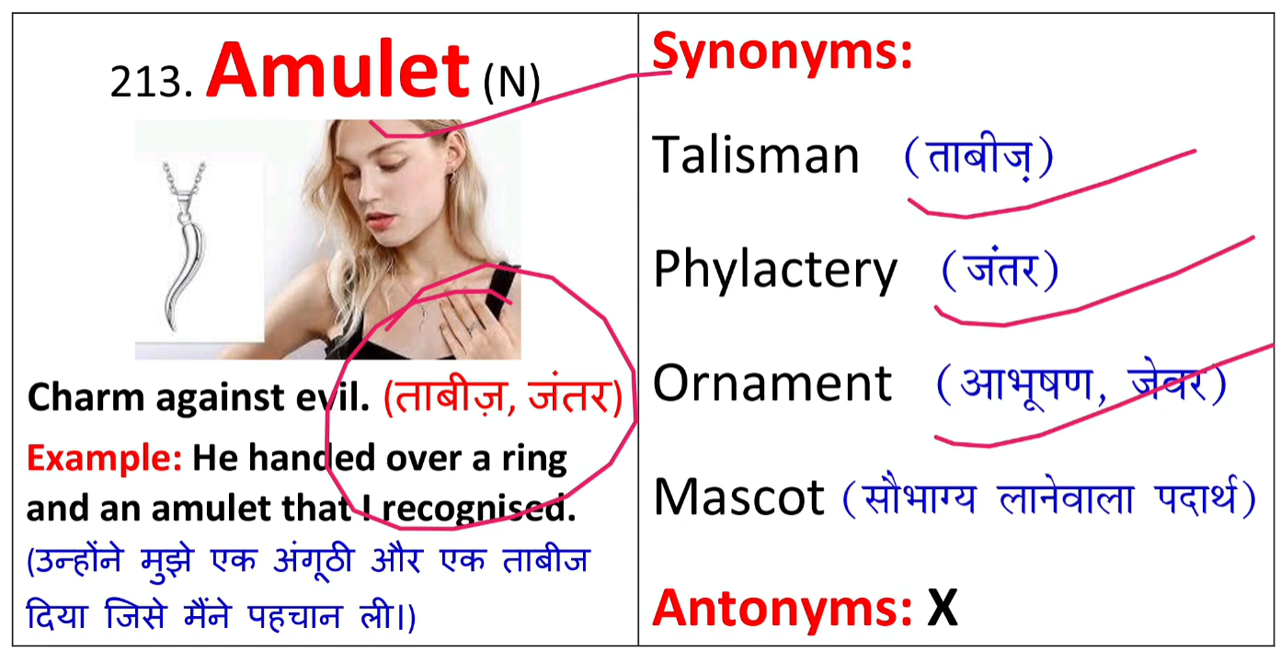 213. Amulet (N)
Charm against evil. (ताबीज़, जंतर)
Example: He handed over a ring
and an amulet that I recognised.
(उन्होंने मुझे एक अंगूठी और एक ताबीज
दिया जिसे मैंने पहचान ली।)
Synonyms:
Talisman (ताबीज़)
Phylactery (जंतर)
Ornament (आभूषण, जेवर)
Mascot (सौभाग्य लानेवाला पदार्थ)
Antonyms: X